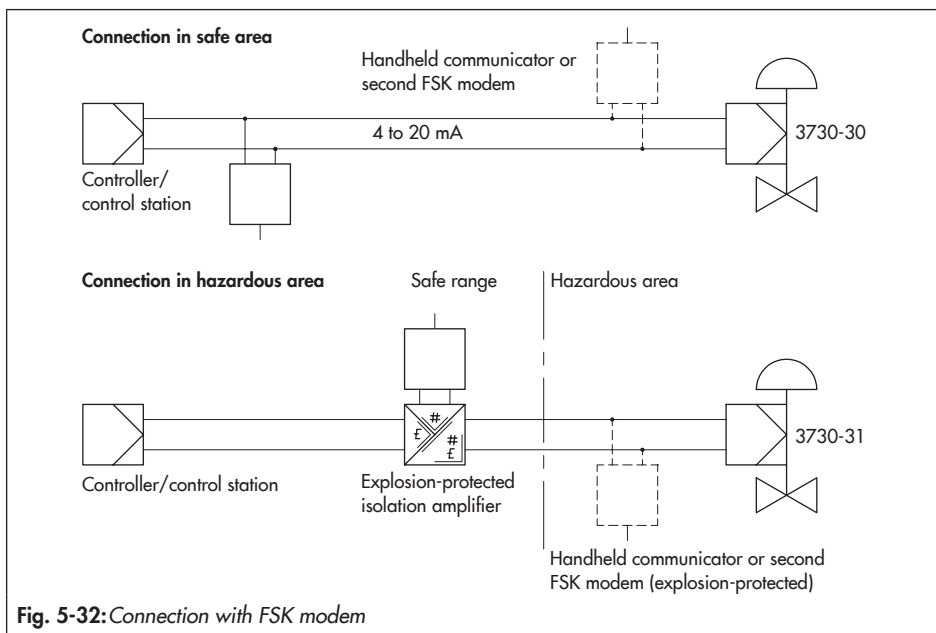 Connection in safe area
Handheld communicator or
second FSK modem
4 to 20 mA
3730-30
Controller/
control station
Connection in hazardous area
Safe range
Hazardous area
#
E
#
E
3730-31
Controller/control station
Explosion-protected
isolation amplifier
Handheld communicator or second
FSK modem (explosion-protected)
Fig. 5-32: Connection with FSK modem